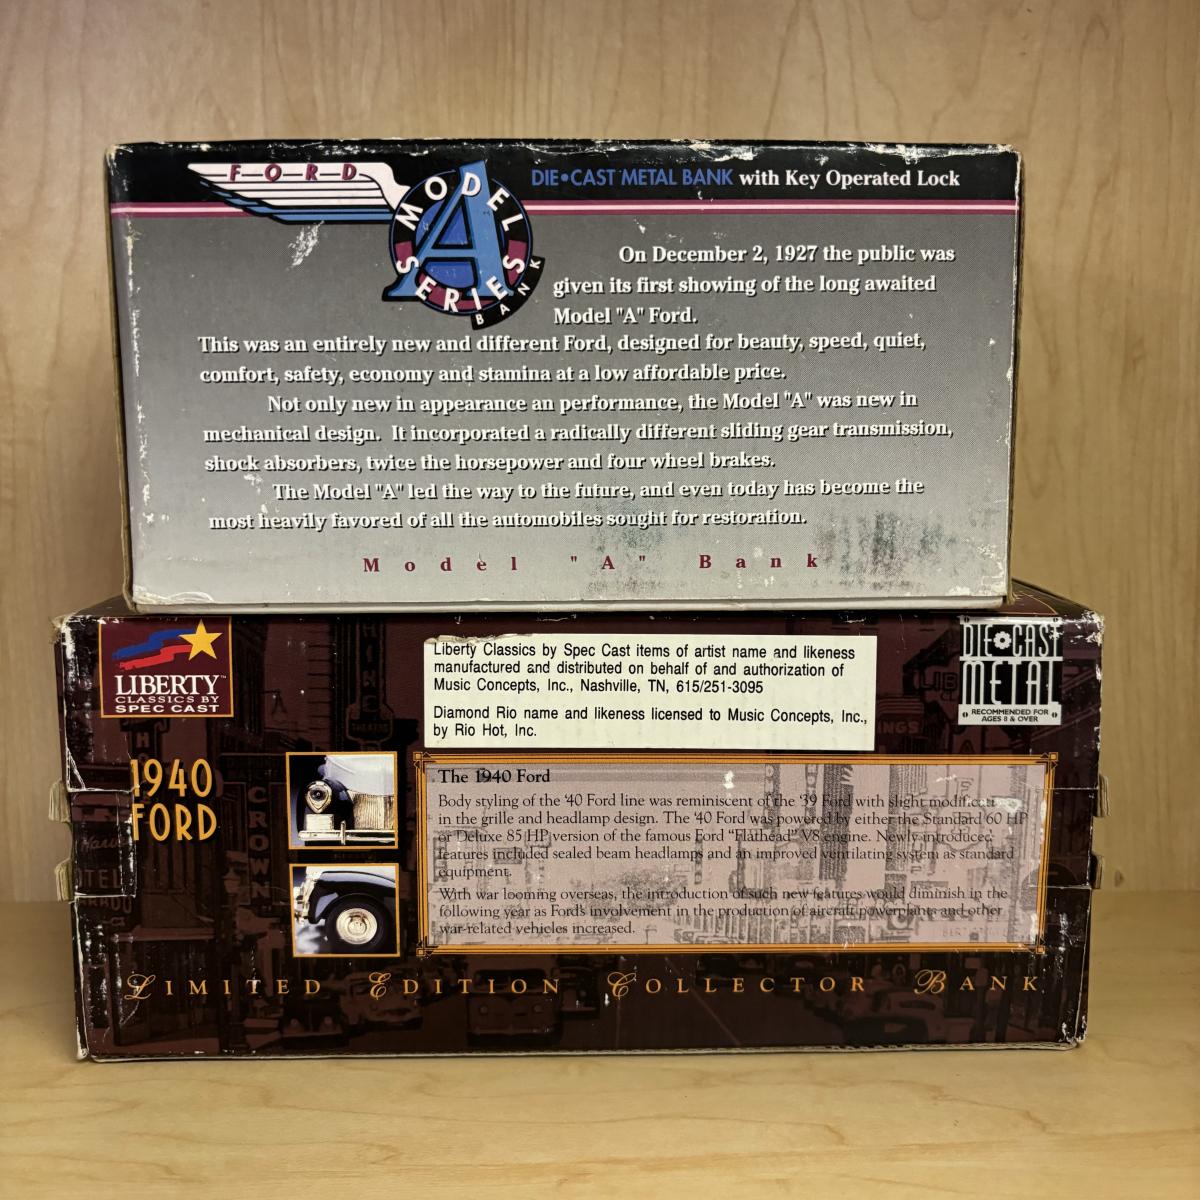 FORD
MODEL
A
SERIES
BANK
DIE•CAST METAL BANK with Key Operated Lock
On December 2, 1927 the public was
given its first showing of the long awaited
Model "A" Ford.
This was an entirely new and different Ford, designed for beauty, speed, quiet,
comfort, safety, economy and stamina at a low affordable price.
Not only new in appearance an performance, the Model "A" was new in
mechanical design. It incorporated a radically different sliding gear transmission,
shock absorbers, twice the horsepower and four wheel brakes.
The Model "A" led the way to the future, and even today has become the
most heavily favored of all the automobiles sought for restoration.
Model "A" Bank
LIBERTY™
CLASSICS BY
SPEC CAST
Liberty Classics by Spec Cast items of artist name and likeness
manufactured and distributed on behalf of and authorization of
Music Concepts, Inc., Nashville, TN, 615/251-3095
Diamond Rio name and likeness licensed to Music Concepts, Inc.,
by Rio Hot, Inc.
DIE CAST
METAL
RECOMMENDED FOR
AGES 8 & OVER
1940
FORD
The 1940 Ford
Body styling of the '40 Ford line was reminiscent of the '39 Ford with slight modificati
in the grille and headlamp design. The '40 Ford was powered by either the Standard 60 HP
or Deluxe 85 HP version of the famous Ford "Flathead" V8 engine. Newly introduced
features included sealed beam headlamps and an improved ventilating system as standard
equipment.
With war looming overseas, the introduction of such new features would diminish in the
following year as Ford's involvement in the production of aircraft powerplants and other
war-related vehicles increased.
LIMITED EDITION COLLECTOR BANK
CROWN